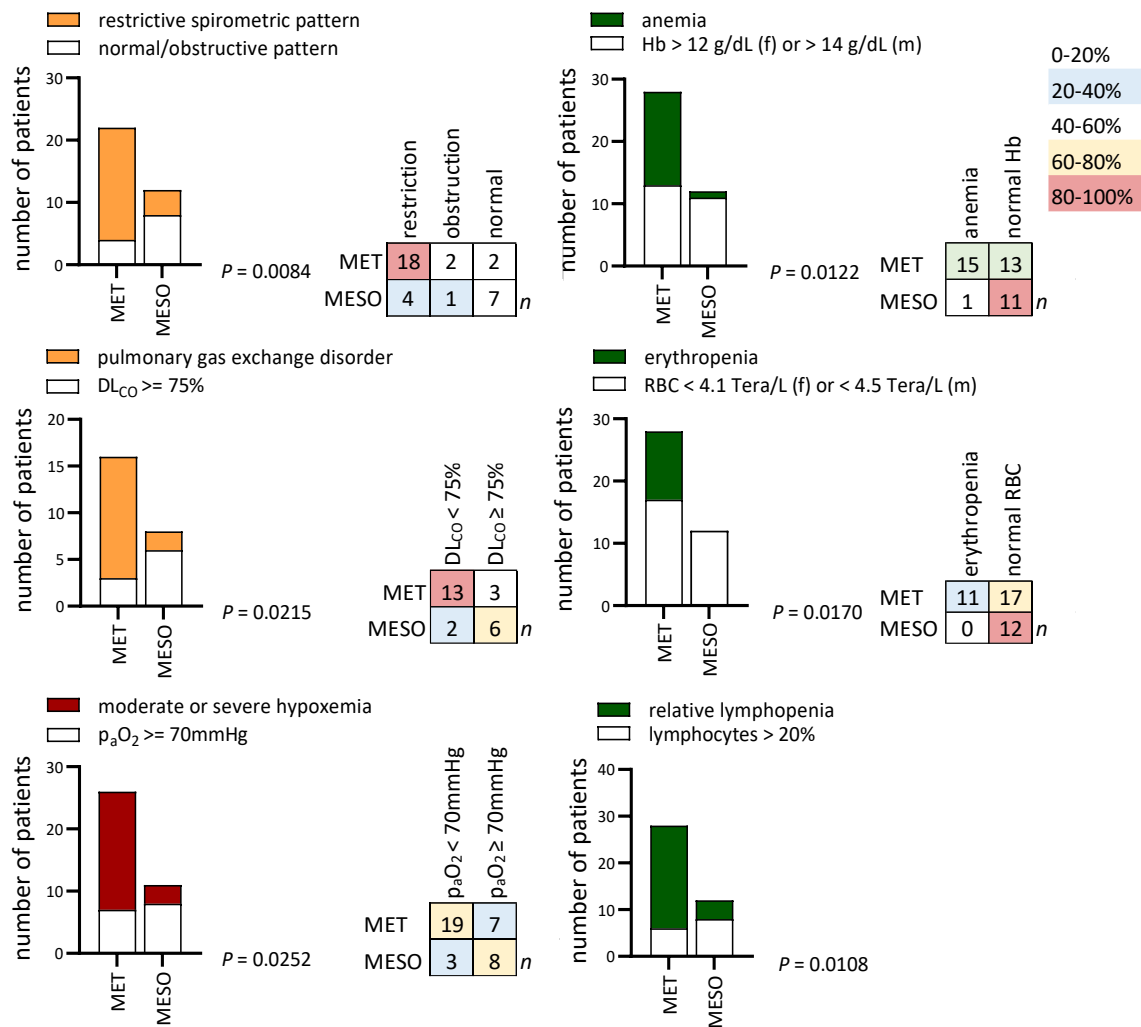 restrictive spirometric pattern
normal/obstructive pattern
number of patients
30
20
10
0
MET
MESO
P = 0.0084
restriction
obstruction
normal
MET 18 2 2
MESO 4 1 7 n
anemia
Hb > 12 g/dL (f) or > 14 g/dL (m)
number of patients
30
20
10
0
MET
MESO
P = 0.0122
anemia
normal Hb
MET 15 13
MESO 1 11 n
0-20%
20-40%
40-60%
60-80%
80-100%
pulmonary gas exchange disorder
DLCO >= 75%
number of patients
20
15
10
5
0
MET
MESO
P = 0.0215
DLCO < 75%
DLCO ≥ 75%
MET 13 3
MESO 2 6 n
erythropenia
RBC < 4.1 Tera/L (f) or < 4.5 Tera/L (m)
number of patients
30
20
10
0
MET
MESO
P = 0.0170
erythropenia
normal RBC
MET 11 17
MESO 0 12 n
moderate or severe hypoxemia
paO2 >= 70mmHg
number of patients
30
20
10
0
MET
MESO
P = 0.0252
paO2 < 70mmHg
paO2 ≥ 70mmHg
MET 19 7
MESO 3 8 n
relative lymphopenia
lymphocytes > 20%
number of patients
40
30
20
10
0
MET
MESO
P = 0.0108